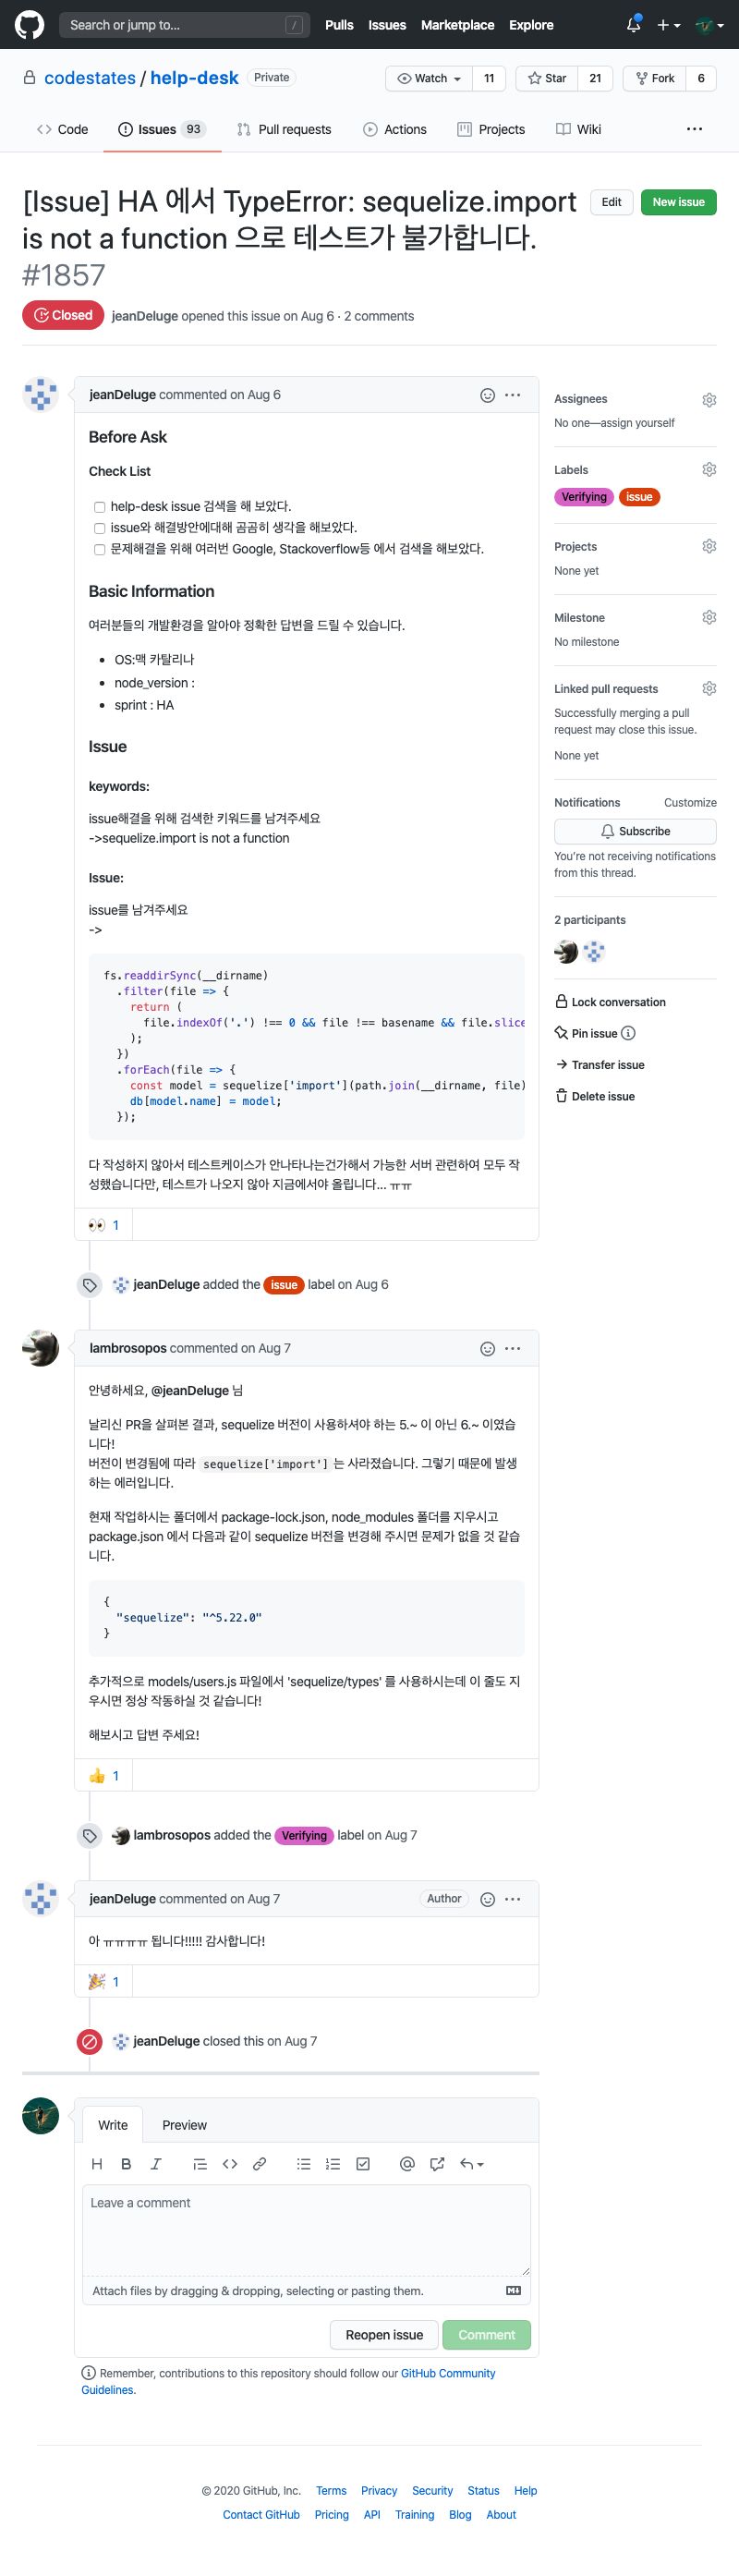 Search or jump to... /
Pulls Issues Marketplace Explore
codestates / help-desk Private
Watch 11 Star 21 Fork 6
Code Issues 93 Pull requests Actions Projects Wiki ...
[Issue] HA 에서 TypeError: sequelize.import
is not a function 으로 테스트가 불가합니다.
#1857
Edit New issue
Closed jeanDeluge opened this issue on Aug 6 · 2 comments
jeanDeluge commented on Aug 6
Before Ask
Check List
help-desk issue 검색을 해 보았다.
issue와 해결방안에대해 곰곰히 생각을 해보았다.
문제해결을 위해 여러번 Google, Stackoverflow등 에서 검색을 해보았다.
Basic Information
여러분들의 개발환경을 알아야 정확한 답변을 드릴 수 있습니다.
OS:맥 카탈리나
node_version :
sprint : HA
Issue
keywords:
issue해결을 위해 검색한 키워드를 남겨주세요
->sequelize.import is not a function
Issue:
issue를 남겨주세요
->
fs.readdirSync(__dirname)
.filter(file => {
return (
file.indexOf('.') !== 0 && file !== basename && file.slice
);
})
.forEach(file => {
const model = sequelize['import'](path.join(__dirname, file)
db[model.name] = model;
});
다 작성하지 않아서 테스트케이스가 안나타나는건가해서 가능한 서버 관련하여 모두 작
성했습니다만, 테스트가 나오지 않아 지금에서야 올립니다... ㅠㅠ
👀 1
jeanDeluge added the issue label on Aug 6
lambrosopos commented on Aug 7
안녕하세요, @jeanDeluge 님
날리신 PR을 살펴본 결과, sequelize 버전이 사용하셔야 하는 5.~ 이 아닌 6.~ 이였습
니다!
버전이 변경됨에 따라 sequelize['import'] 는 사라졌습니다. 그렇기 때문에 발생
하는 에러입니다.
현재 작업하시는 폴더에서 package-lock.json, node_modules 폴더를 지우시고
package.json 에서 다음과 같이 sequelize 버전을 변경해 주시면 문제가 없을 것 같습
니다.
{
"sequelize": "^5.22.0"
}
추가적으로 models/users.js 파일에서 'sequelize/types' 를 사용하시는데 이 줄도 지
우시면 정상 작동하실 것 같습니다!
해보시고 답변 주세요!
👍 1
lambrosopos added the Verifying label on Aug 7
jeanDeluge commented on Aug 7 Author
아 ㅠㅠㅠㅠ 됩니다!!!!! 감사합니다!
🎉 1
jeanDeluge closed this on Aug 7
Write Preview
H B I
Leave a comment
Attach files by dragging & dropping, selecting or pasting them.
Reopen issue Comment
Remember, contributions to this repository should follow our GitHub Community
Guidelines.
Assignees
No one—assign yourself
Labels
Verifying issue
Projects
None yet
Milestone
No milestone
Linked pull requests
Successfully merging a pull
request may close this issue.
None yet
Notifications Customize
Subscribe
You're not receiving notifications
from this thread.
2 participants
Lock conversation
Pin issue
Transfer issue
Delete issue
© 2020 GitHub, Inc. Terms Privacy Security Status Help
Contact GitHub Pricing API Training Blog About